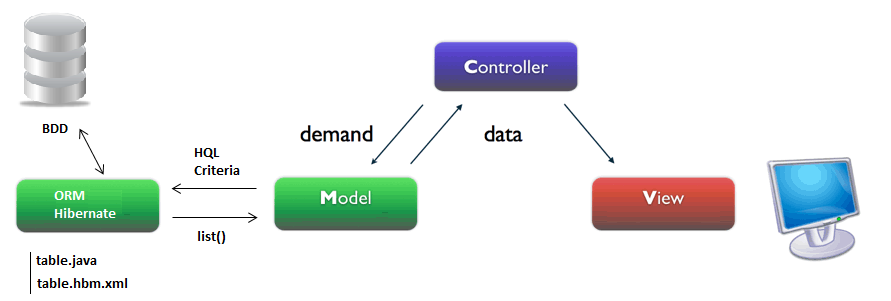 Controller
BDD
demand
data
HQL
Criteria
ORM
Hibernate
Model
View
list()
table.java
table.hbm.xml